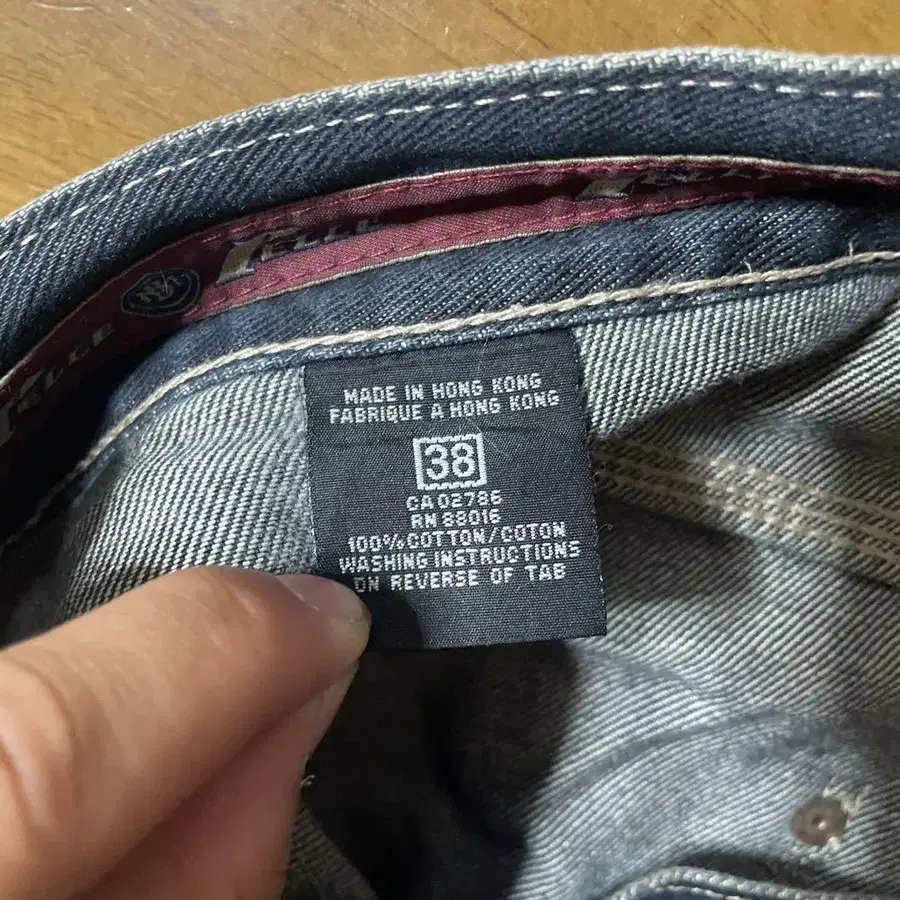 MADE IN HONG KONG
FABRIQUE A HONG KONG
38
CA 02786
RN 88016
100% COTTON/COTON
WASHING INSTRUCTIONS
ON REVERSE OF TAB